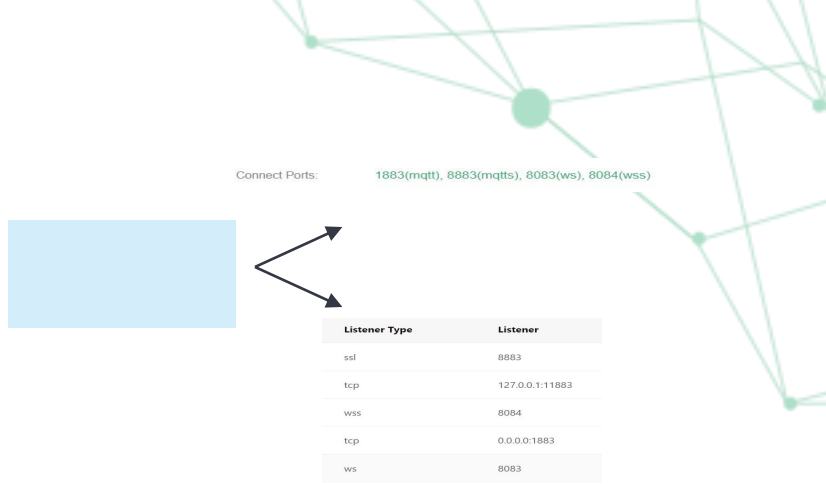 Connect Ports: 1883(mqtt), 8883(mqtts), 8083(ws), 8084(wss)
Listener Type Listener
ssl 8883
tcp 127.0.0.1:11883
wss 8084
tcp 0.0.0.0:1883
ws 8083